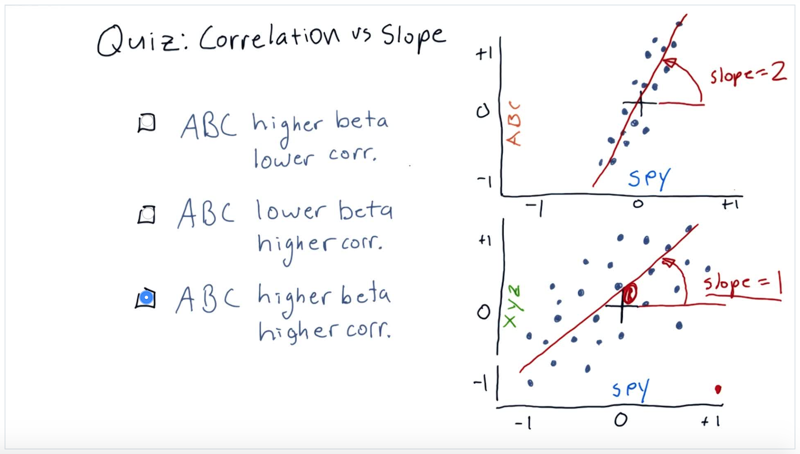 Quiz: Correlation vs Slope
ABC higher beta
lower corr.
ABC lower beta
higher corr.
ABC higher beta
higher corr.
+1
0
-1
ABC
slope=2
SPY
-1
0
+1
+1
0
-1
XYZ
slope=1
SPY
-1
0
+1